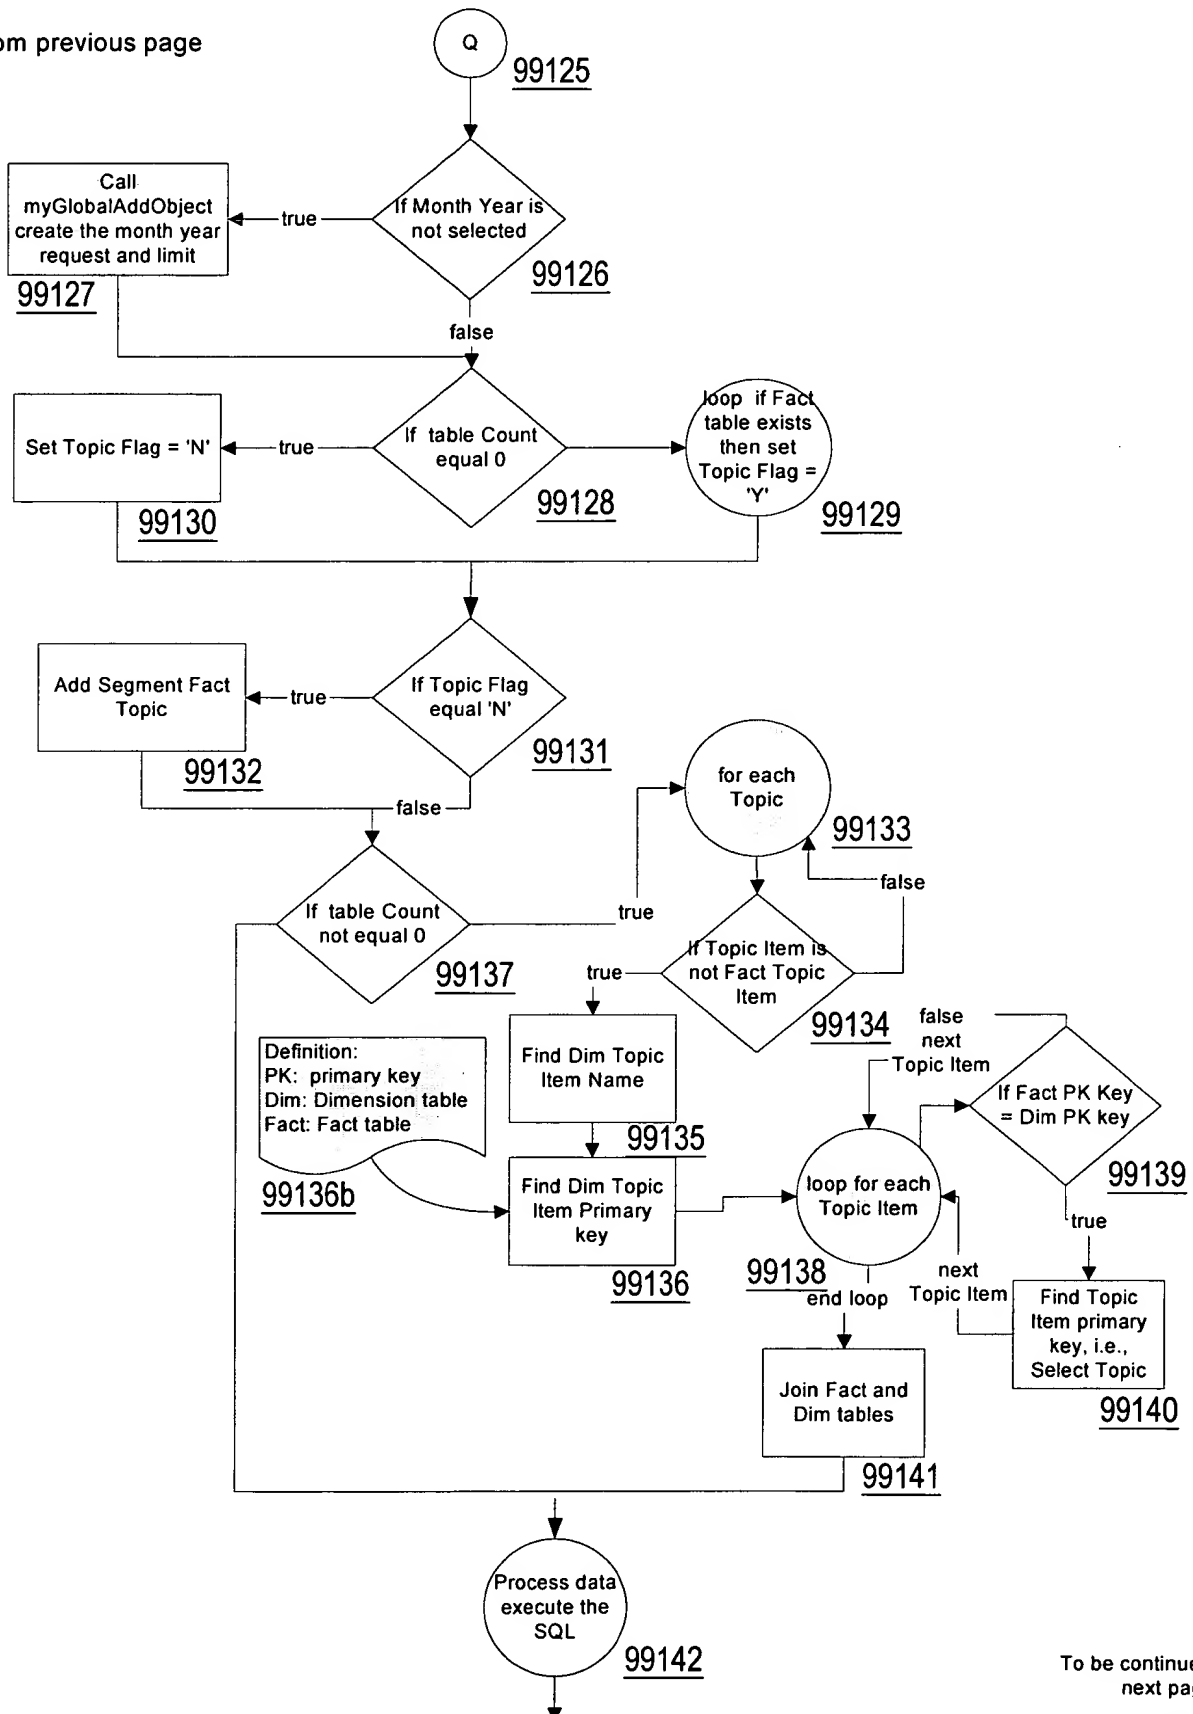 om previous page
Q
99125
Call
myGlobalAddObject
create the month year
request and limit
true
If Month Year is
not selected
99127
99126
false
Set Topic Flag = 'N'
true
If table Count
equal 0
loop if Fact
table exists
then set
Topic Flag =
'Y'
99130
99128
99129
Add Segment Fact
Topic
true
If Topic Flag
equal 'N'
99132
99131
false
for each
Topic
99133
false
If table Count
not equal 0
true
99137
If Topic Item is
not Fact Topic
Item
true
99134
Definition:
PK: primary key
Dim: Dimension table
Fact: Fact table
99136b
Find Dim Topic
Item Name
99135
Find Dim Topic
Item Primary
key
99136
false
next
Topic Item
If Fact PK Key
= Dim PK key
99139
loop for each
Topic Item
99138
true
next
Topic Item
end loop
Find Topic
Item primary
key, i.e.,
Select Topic
99140
Join Fact and
Dim tables
99141
Process data
execute the
SQL
99142
To be continue
next pag